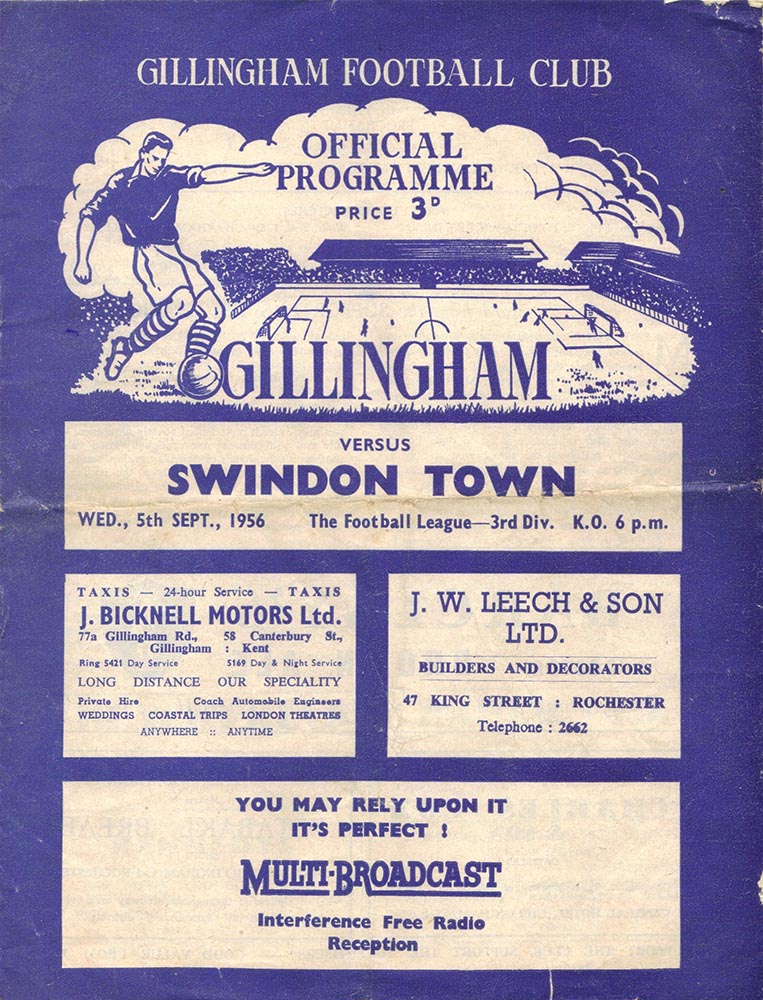 GILLINGHAM FOOTBALL CLUB
OFFICIAL
PROGRAMME
PRICE 3D
GILLINGHAM
VERSUS
SWINDON TOWN
WED., 5th SEPT., 1956 The Football League—3rd Div. K.O. 6 p.m.
TAXIS — 24-hour Service — TAXIS
J. BICKNELL MOTORS Ltd.
77a Gillingham Rd., 58 Canterbury St.,
Gillingham : Kent
Ring 5421 Day Service 5169 Day & Night Service
LONG DISTANCE OUR SPECIALITY
Private Hire Coach Automobile Engineers
WEDDINGS COASTAL TRIPS LONDON THEATRES
ANYWHERE :: ANYTIME
J. W. LEECH & SON
LTD.
BUILDERS AND DECORATORS
47 KING STREET : ROCHESTER
Telephone : 2662
YOU MAY RELY UPON IT
IT'S PERFECT !
MULTI-BROADCAST
Interference Free Radio
Reception